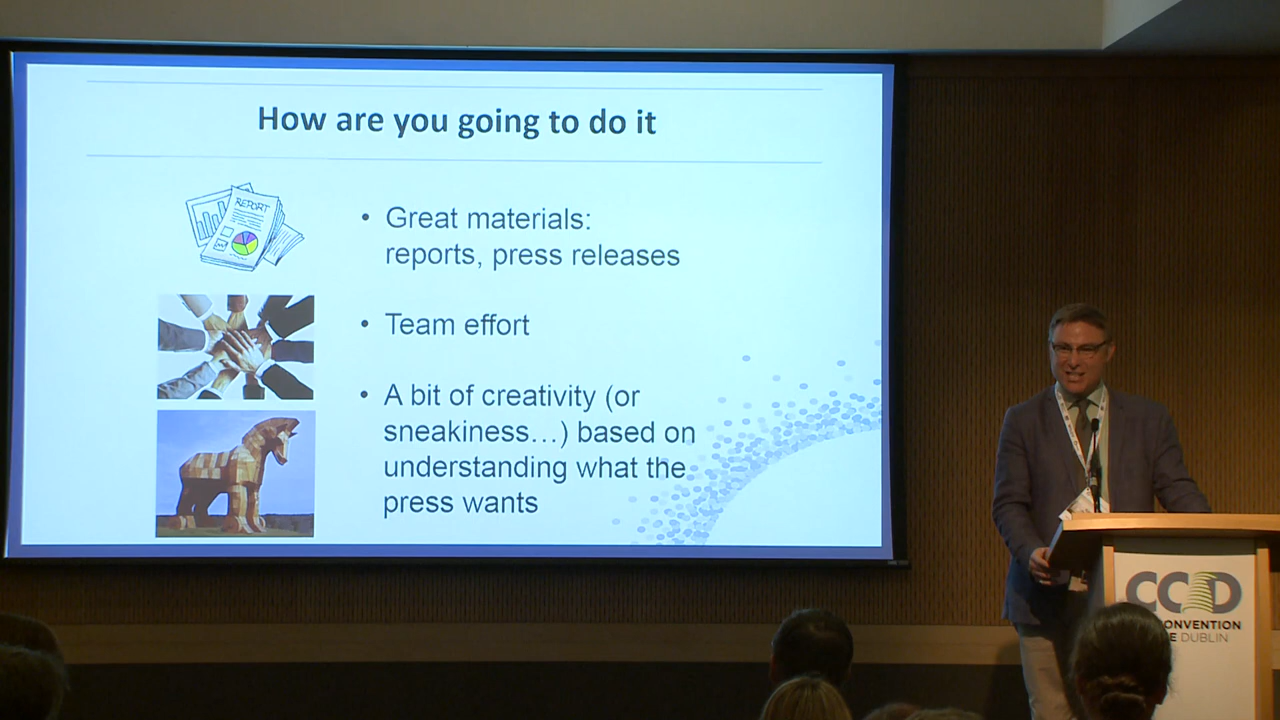 How are you going to do it
REPORT
• Great materials:
reports, press releases
• Team effort
• A bit of creativity (or
sneakiness…) based on
understanding what the
press wants
CCD
ONVENTION
E DUBLIN